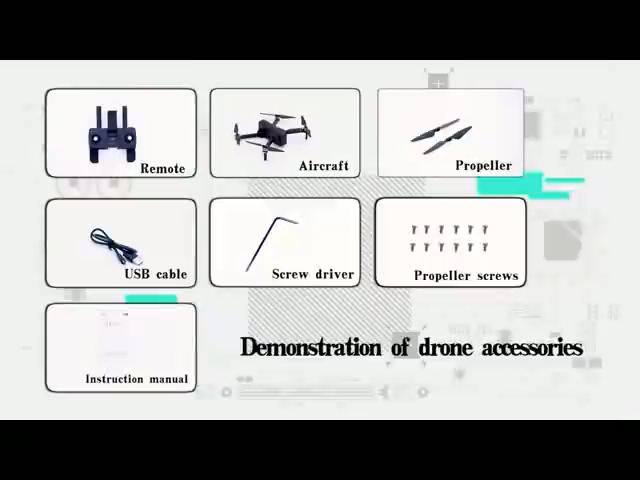 Remote
Aircraft
Propeller
USB cable
Screw driver
Propeller screws
Instruction manual
Demonstration of drone accessories